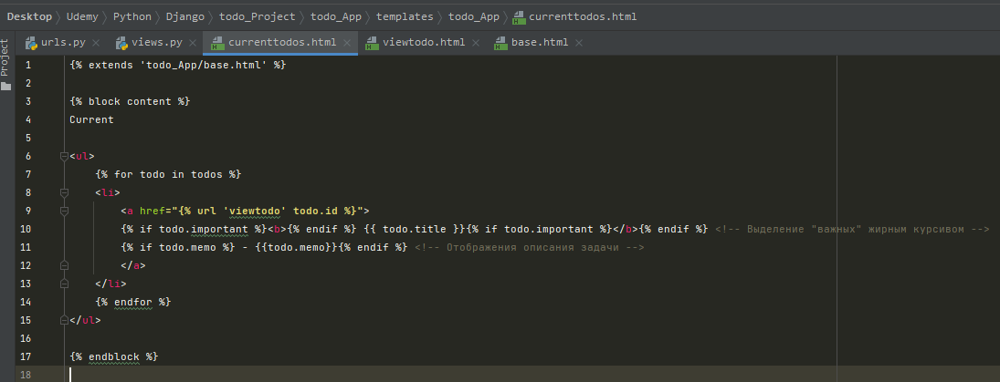 Desktop 〉 Udemy 〉 Python 〉 Django 〉 todo_Project 〉 todo_App 〉 templates 〉 todo_App 〉 currenttodos.html
urls.py × views.py × currenttodos.html × viewtodo.html × base.html ×
Project
1 {% extends 'todo_App/base.html' %}
2
3 {% block content %}
4 Current
5
6 <ul>
7     {% for todo in todos %}
8     <li>
9         <a href="{% url 'viewtodo' todo.id %}">
10         {% if todo.important %}<b>{% endif %} {{ todo.title }}{% if todo.important %}</b>{% endif %} <!-- Выделение "важных" жирным курсивом -->
11         {% if todo.memo %} - {{todo.memo}}{% endif %} <!-- Отображения описания задачи -->
12         </a>
13     </li>
14     {% endfor %}
15 </ul>
16
17 {% endblock %}
18